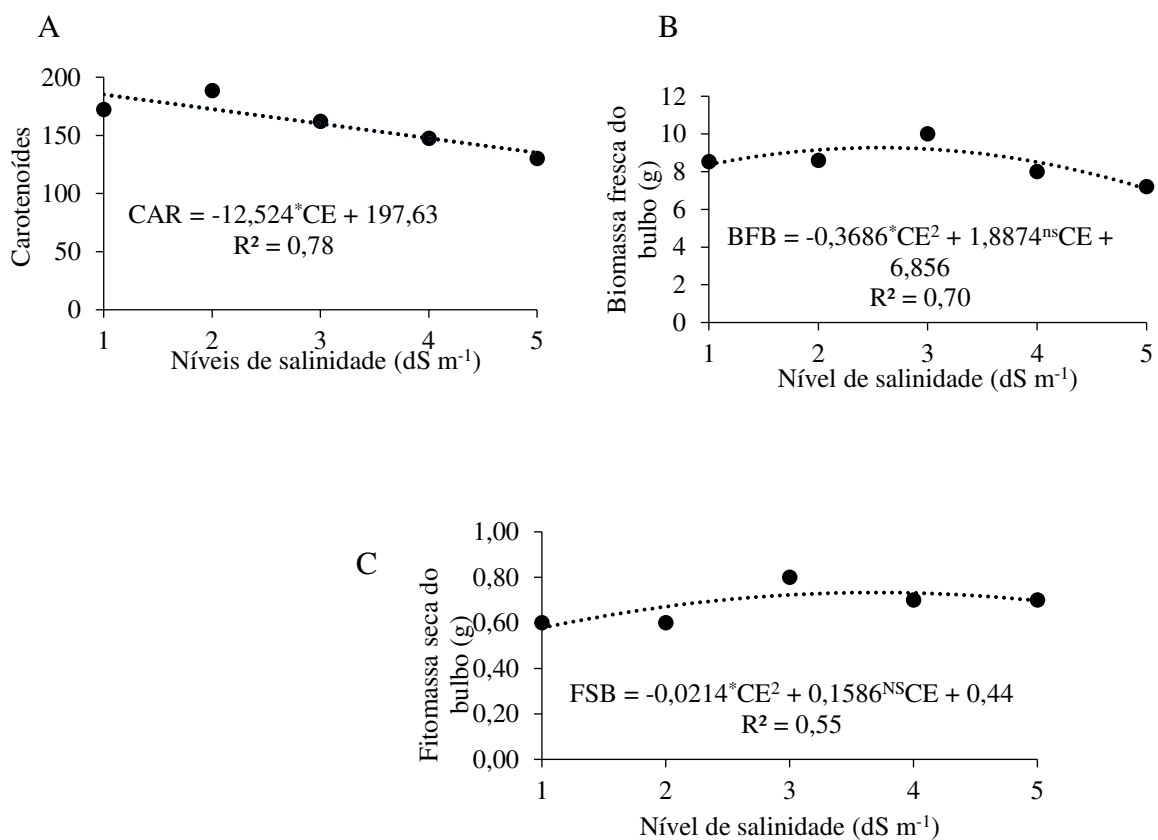 A
200
150
100
50
0
Carotenoídes
CAR = -12,524*CE + 197,63
R² = 0,78
1 2 3 4 5
Níveis de salinidade (dS m⁻¹)
B
12
10
8
6
4
2
0
Biomassa fresca do
bulbo (g)
BFB = -0,3686*CE² + 1,8874ⁿˢCE +
6,856
R² = 0,70
1 2 3 4 5
Nível de salinidade (dS m⁻¹)
C
1,00
0,80
0,60
0,40
0,20
0,00
Fitomassa seca do
bulbo (g)
FSB = -0,0214*CE² + 0,1586ᴺˢCE + 0,44
R² = 0,55
1 2 3 4 5
Nível de salinidade (dS m⁻¹)